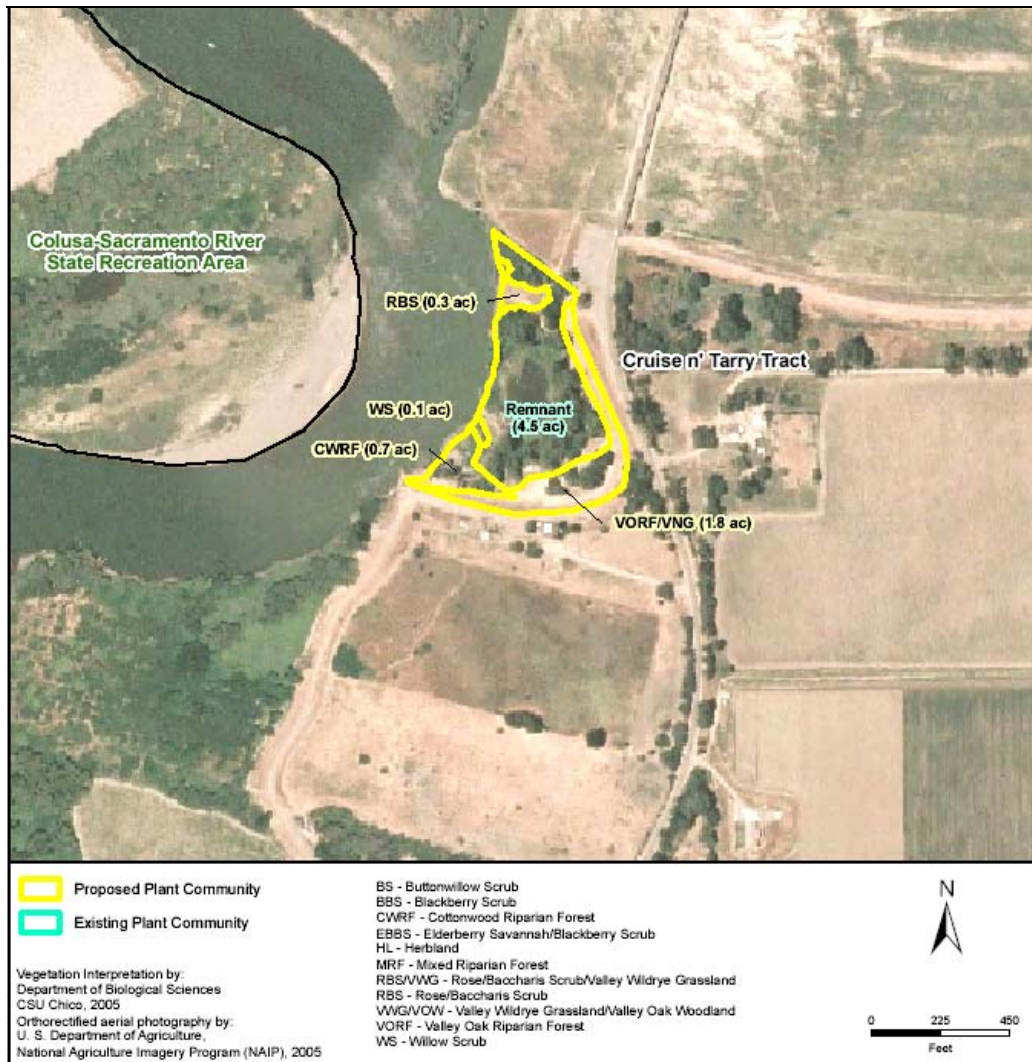 Colusa-Sacramento River
State Recreation Area
RBS (0.3 ac)
Cruise n' Tarry Tract
WS (0.1 ac)
Remnant
(4.5 ac)
CWRF (0.7 ac)
VORF/VNG (1.8 ac)
Proposed Plant Community
Existing Plant Community
Vegetation Interpretation by:
Department of Biological Sciences
CSU Chico, 2005
Orthorectified aerial photography by:
U. S. Department of Agriculture,
National Agriculture Imagery Program (NAIP), 2005
BS - Buttonwillow Scrub
BBS - Blackberry Scrub
CWRF - Cottonwood Riparian Forest
EBBS - Elderberry Savannah/Blackberry Scrub
HL - Herbland
MRF - Mixed Riparian Forest
RBS/VWG - Rose/Baccharis Scrub/Valley Wildrye Grassland
RBS - Rose/Baccharis Scrub
VWG/VOW - Valley Wildrye Grassland/Valley Oak Woodland
VORF - Valley Oak Riparian Forest
WS - Willow Scrub
N
0 225 450
Feet